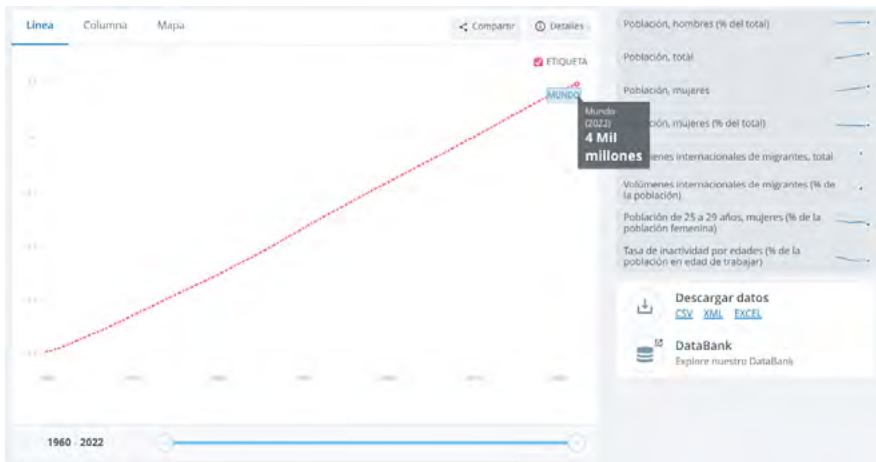 Línea Columna Mapa
Compartir
Detalles
ETIQUETA
MUNDO
Mundo
(2022)
4 Mil
millones
1960 - 2022
Población, hombres (% del total)
Población, total
Población, mujeres
ción, mujeres (% del total)
enes internacionales de migrantes, total
Volúmenes internacionales de migrantes (% de
la población)
Población de 25 a 29 años, mujeres (% de la
población femenina)
Tasa de inactividad por edades (% de la
población en edad de trabajar)
Descargar datos
CSV XML EXCEL
DataBank
Explore nuestro DataBank